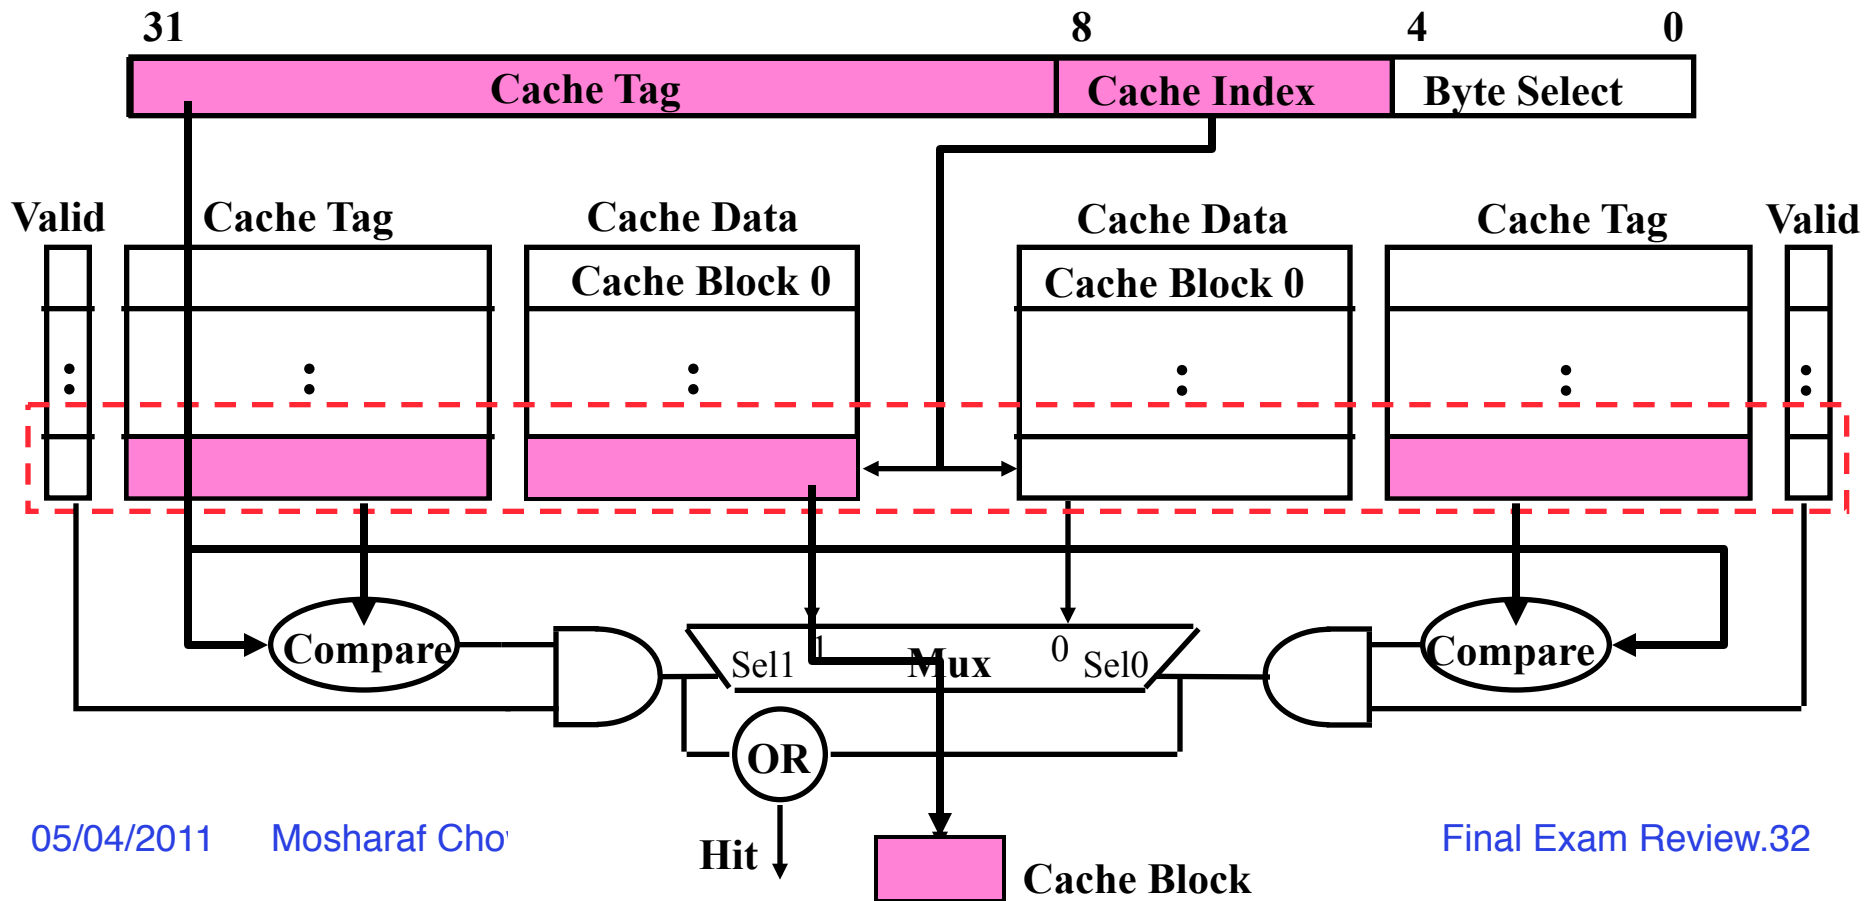 31 8 4 0
Cache Tag Cache Index Byte Select
Valid Cache Tag Cache Data Cache Data Cache Tag Valid
Cache Block 0 Cache Block 0
: : : : : :
Compare Sel1 1 Mux 0 Sel0 Compare
OR
05/04/2011 Mosharaf Cho Final Exam Review.32
Hit
Cache Block